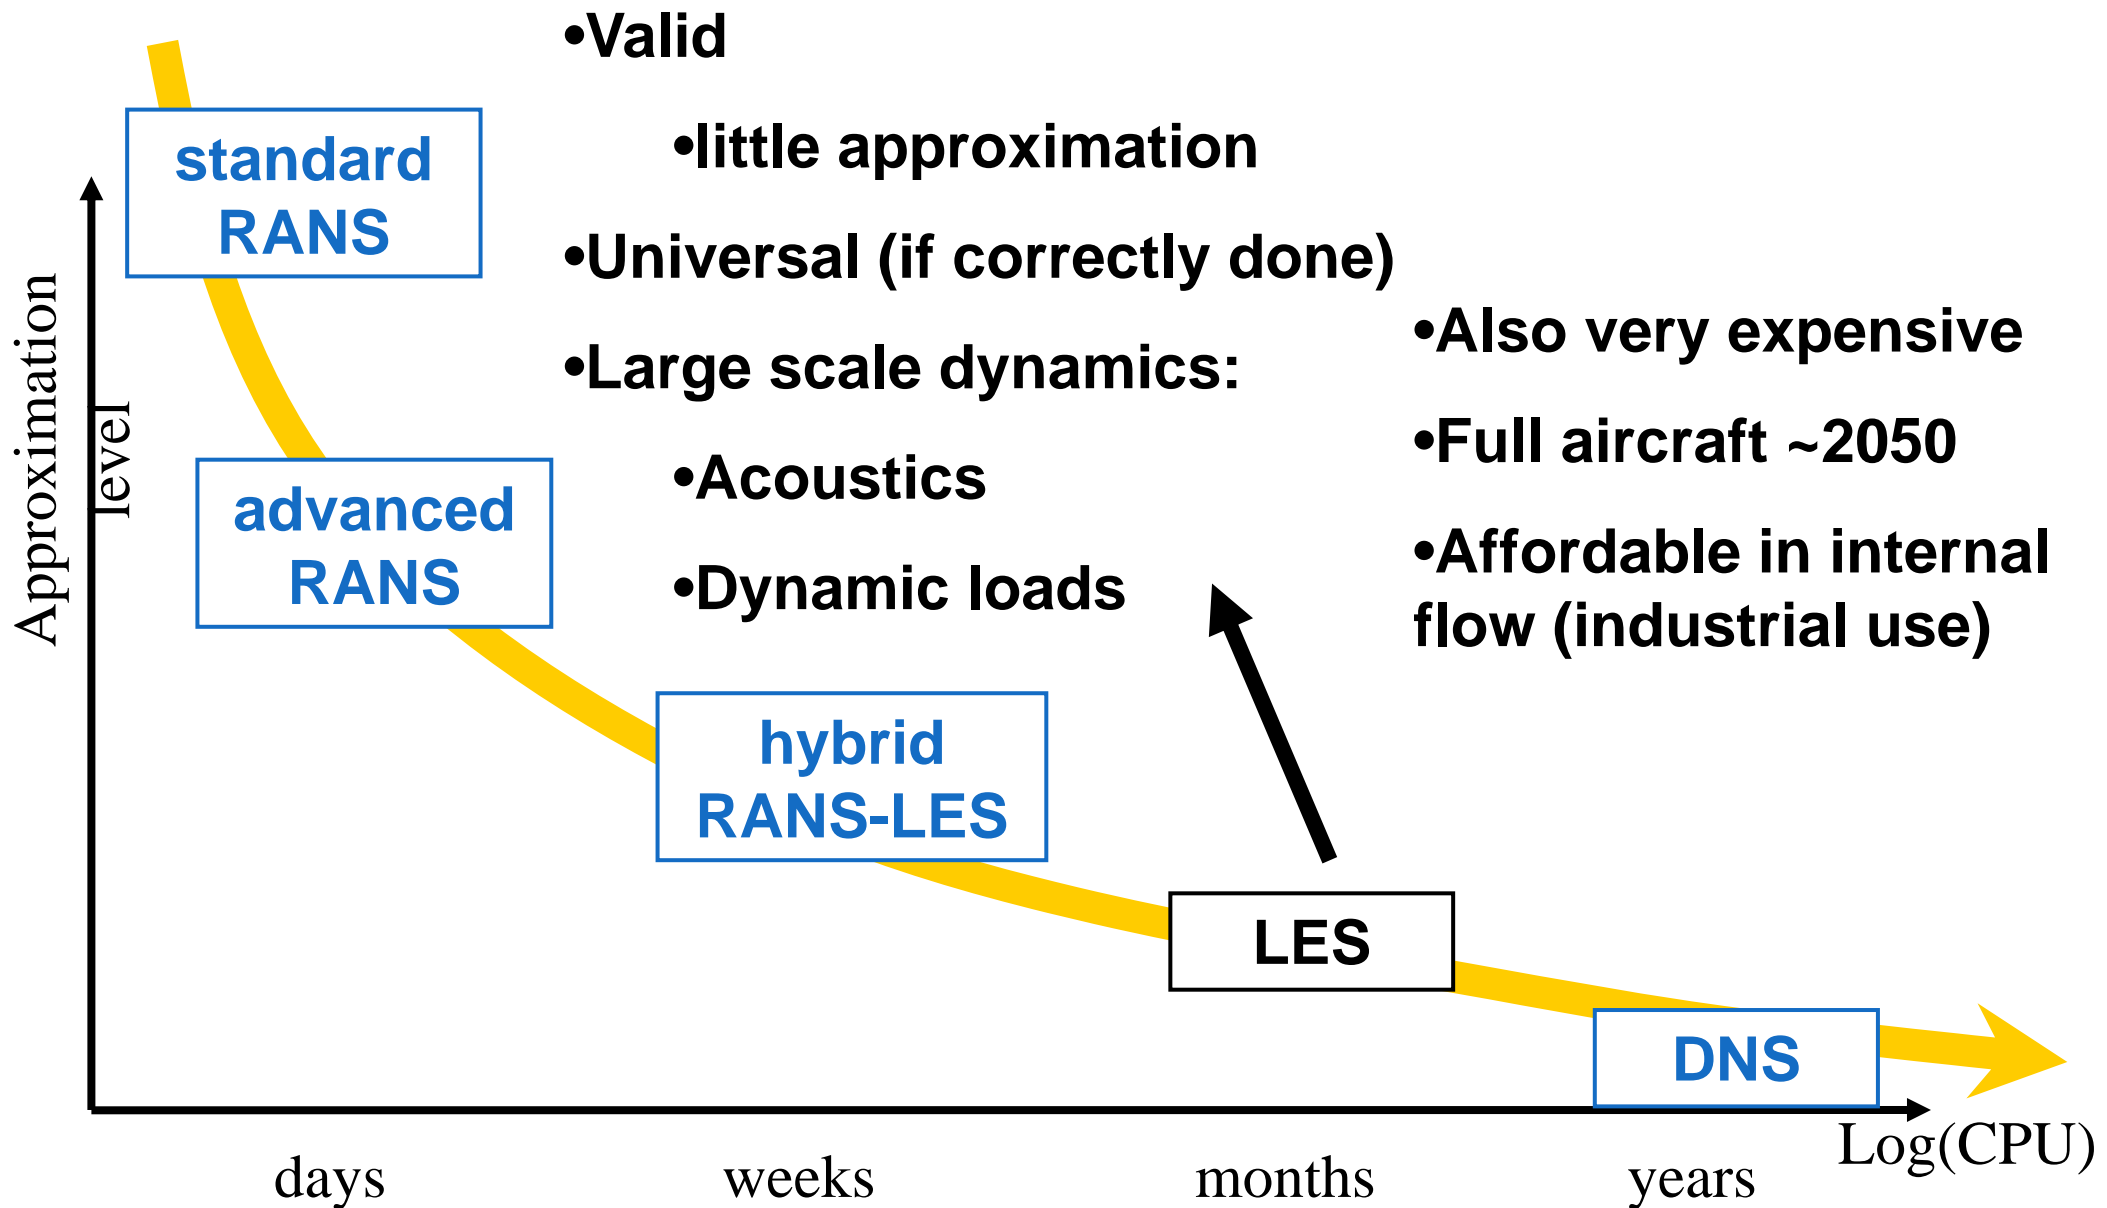 •Valid
•little approximation
•Universal (if correctly done)
•Large scale dynamics:
•Acoustics
•Dynamic loads
•Also very expensive
•Full aircraft ~2050
•Affordable in internal
flow (industrial use)
standard
RANS
advanced
RANS
hybrid
RANS-LES
LES
DNS
Approximation
level
days
weeks
months
years
Log(CPU)